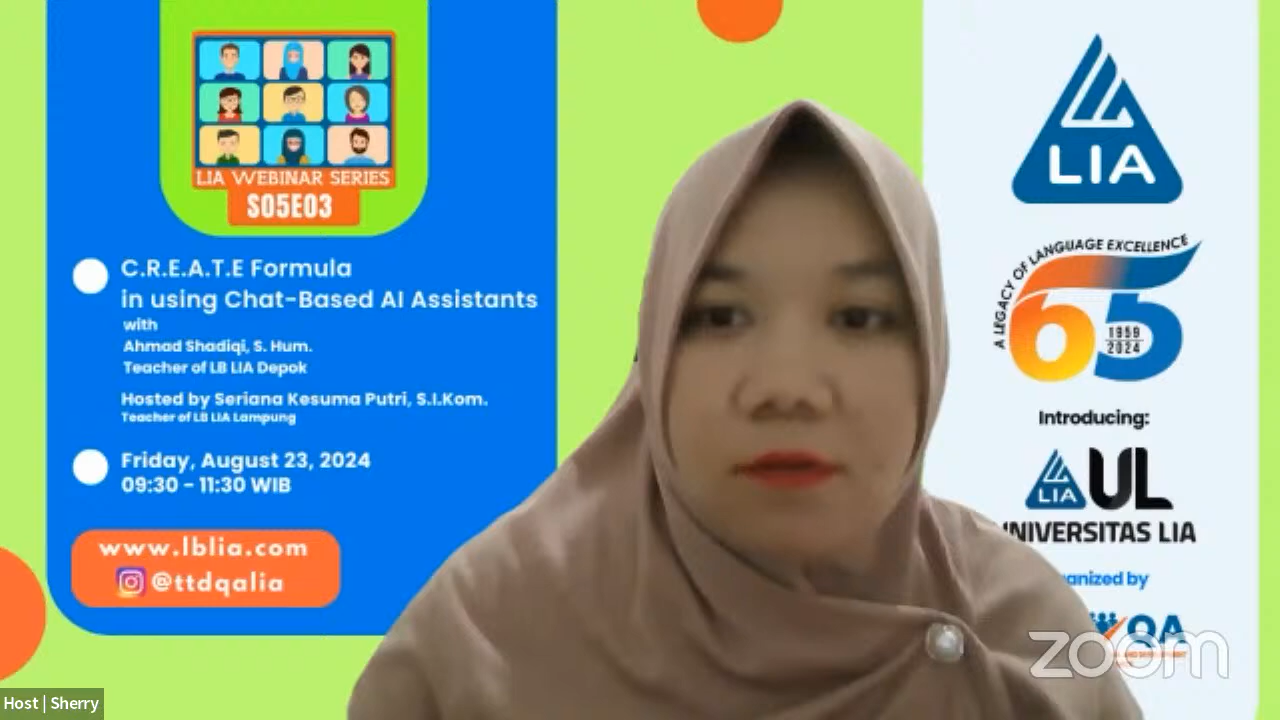 LIA WEBINAR SERIES
S05E03
C.R.E.A.T.E Formula
in using Chat-Based AI Assistants
with
Ahmad Shadiqi, S. Hum.
Teacher of LB LIA Depok
Hosted by Seriana Kesuma Putri, S.I.Kom.
Teacher of LB LIA Lampung
Friday, August 23, 2024
09:30 - 11:30 WIB
www.lblia.com
@ttdqalia
LIA
A LEGACY OF LANGUAGE EXCELLENCE
65
1959
2024
Introducing:
LIA UL
UNIVERSITAS LIA
anized by
QA
zoom
Host | Sherry